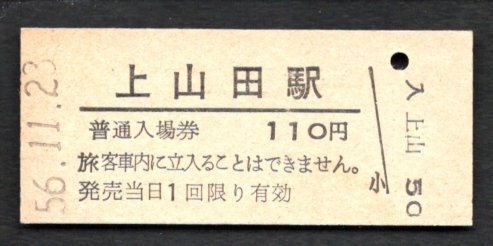 56.11.23
上山田駅
普通入場券 110円
旅客車内に立入ることはできません。
発売当日1回限り有効
小
入 上山 50